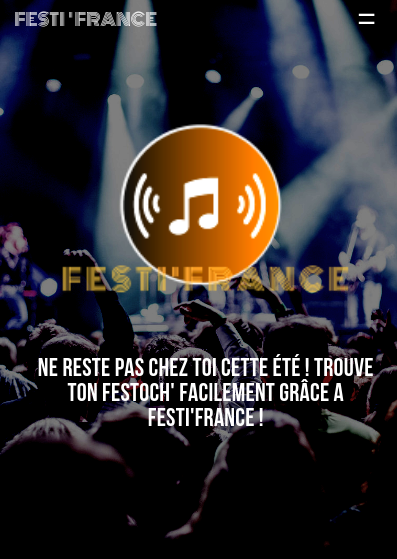 FESTI'FRANCE
FESTI'FRANCE
NE RESTE PAS CHEZ TOI CETTE ÉTÉ ! TROUVE
TON FESTOCH' FACILEMENT GRÂCE A
FESTI'FRANCE !